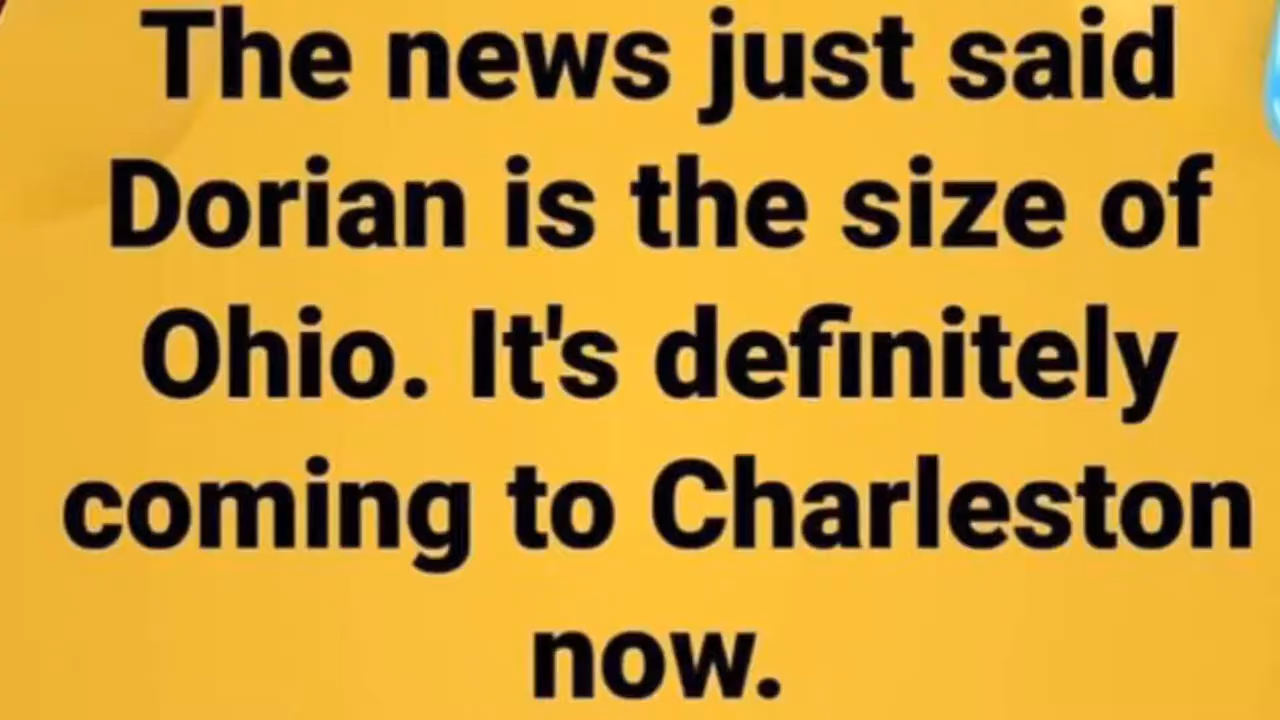 The news just said
Dorian is the size of
Ohio. It's definitely
coming to Charleston
now.